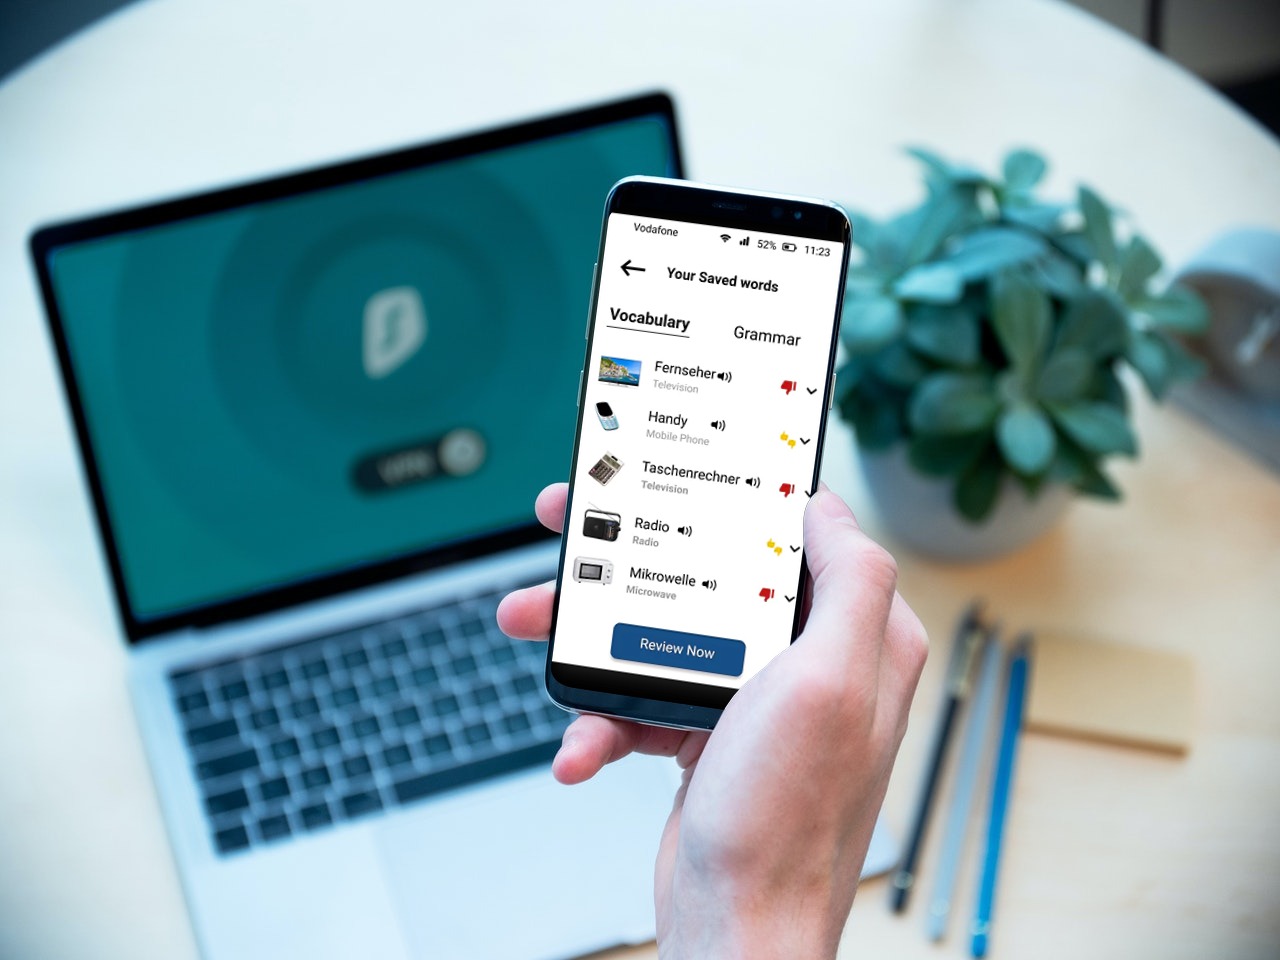 Vodafone 52% 11:23
Your Saved words
Vocabulary Grammar
Fernseher
Television
Handy
Mobile Phone
Taschenrechner
Television
Radio
Radio
Mikrowelle
Microwave
Review Now
VPN